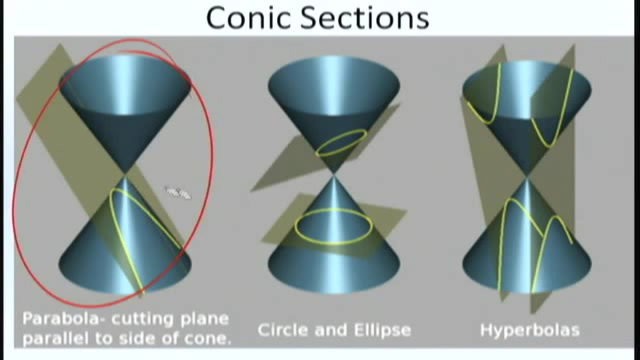 Conic Sections
Parabola- cutting plane
parallel to side of cone.
Circle and Ellipse
Hyperbolas